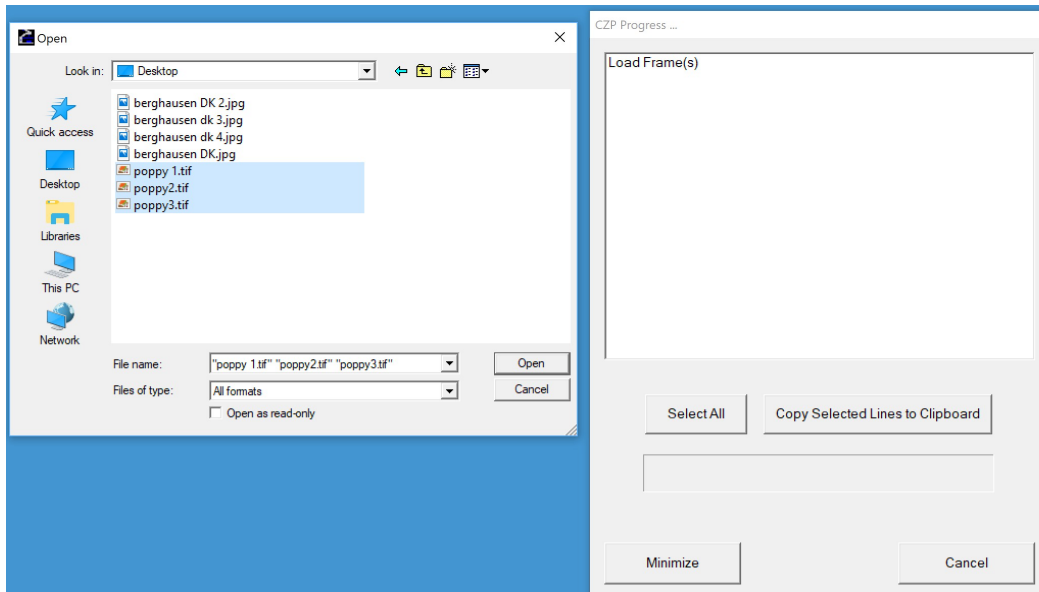 Open
Look in:
Desktop
Quick access
Desktop
Libraries
This PC
Network
berghausen DK 2.jpg
berghausen dk 3.jpg
berghausen dk 4.jpg
berghausen DK.jpg
poppy 1.tif
poppy2.tif
poppy3.tif
File name:
"poppy 1.tif" "poppy2.tif" "poppy3.tif"
Open
Files of type:
All formats
Cancel
Open as read-only
CZP Progress ...
Load Frame(s)
Select All
Copy Selected Lines to Clipboard
Minimize
Cancel